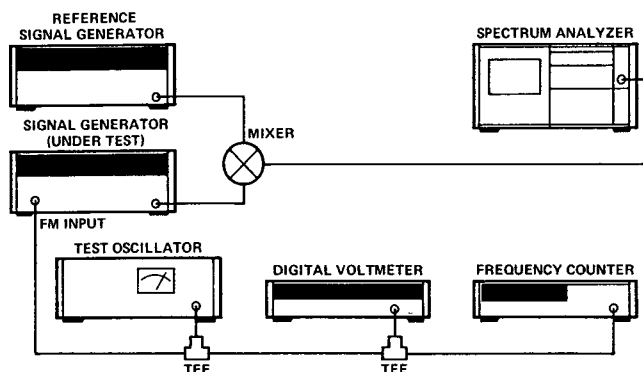 REFERENCE
SIGNAL GENERATOR
SPECTRUM ANALYZER
SIGNAL GENERATOR
(UNDER TEST)
MIXER
FM INPUT
TEST OSCILLATOR
DIGITAL VOLTMETER
FREQUENCY COUNTER
TEE
TEE